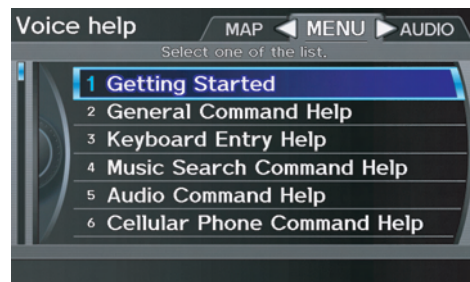 Voice help MAP MENU AUDIO
Select one of the list.
1 Getting Started
2 General Command Help
3 Keyboard Entry Help
4 Music Search Command Help
5 Audio Command Help
6 Cellular Phone Command Help